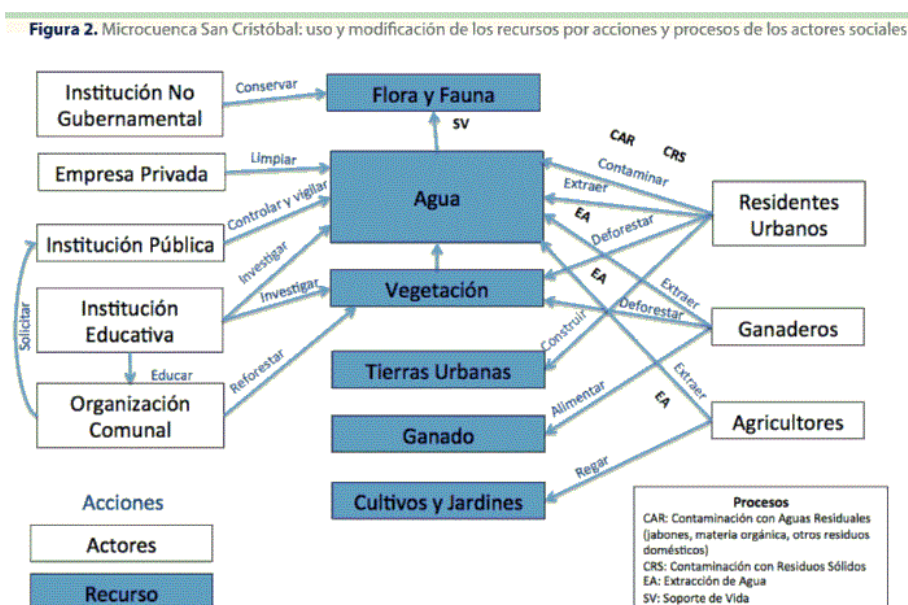 Figura 2. Microcuenca San Cristóbal: uso y modificación de los recursos por acciones y procesos de los actores sociales
Institución No
Gubernamental
Conservar
Flora y Fauna
SV
Empresa Privada
Limpiar
Agua
CAR
CRS
Contaminar
Extraer
EA
Deforestar
Residentes
Urbanos
Institución Pública
Controlar y vigilar
Investigar
Solicitar
Institución
Educativa
Investigar
Vegetación
EA
Extraer
Deforestar
Ganaderos
Educar
Reforestar
Organización
Comunal
Construir
Tierras Urbanas
Alimentar
Ganado
Extraer
EA
Agricultores
Regar
Cultivos y Jardines
Acciones
Actores
Recurso
Procesos
CAR: Contaminación con Aguas Residuales
(jabones, materia orgánica, otros residuos
domésticos)
CRS: Contaminación con Residuos Sólidos
EA: Extracción de Agua
SV: Soporte de Vida